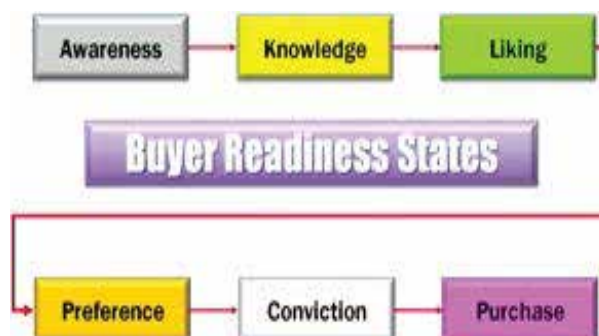 Awareness
Knowledge
Liking
Buyer Readiness States
Preference
Conviction
Purchase